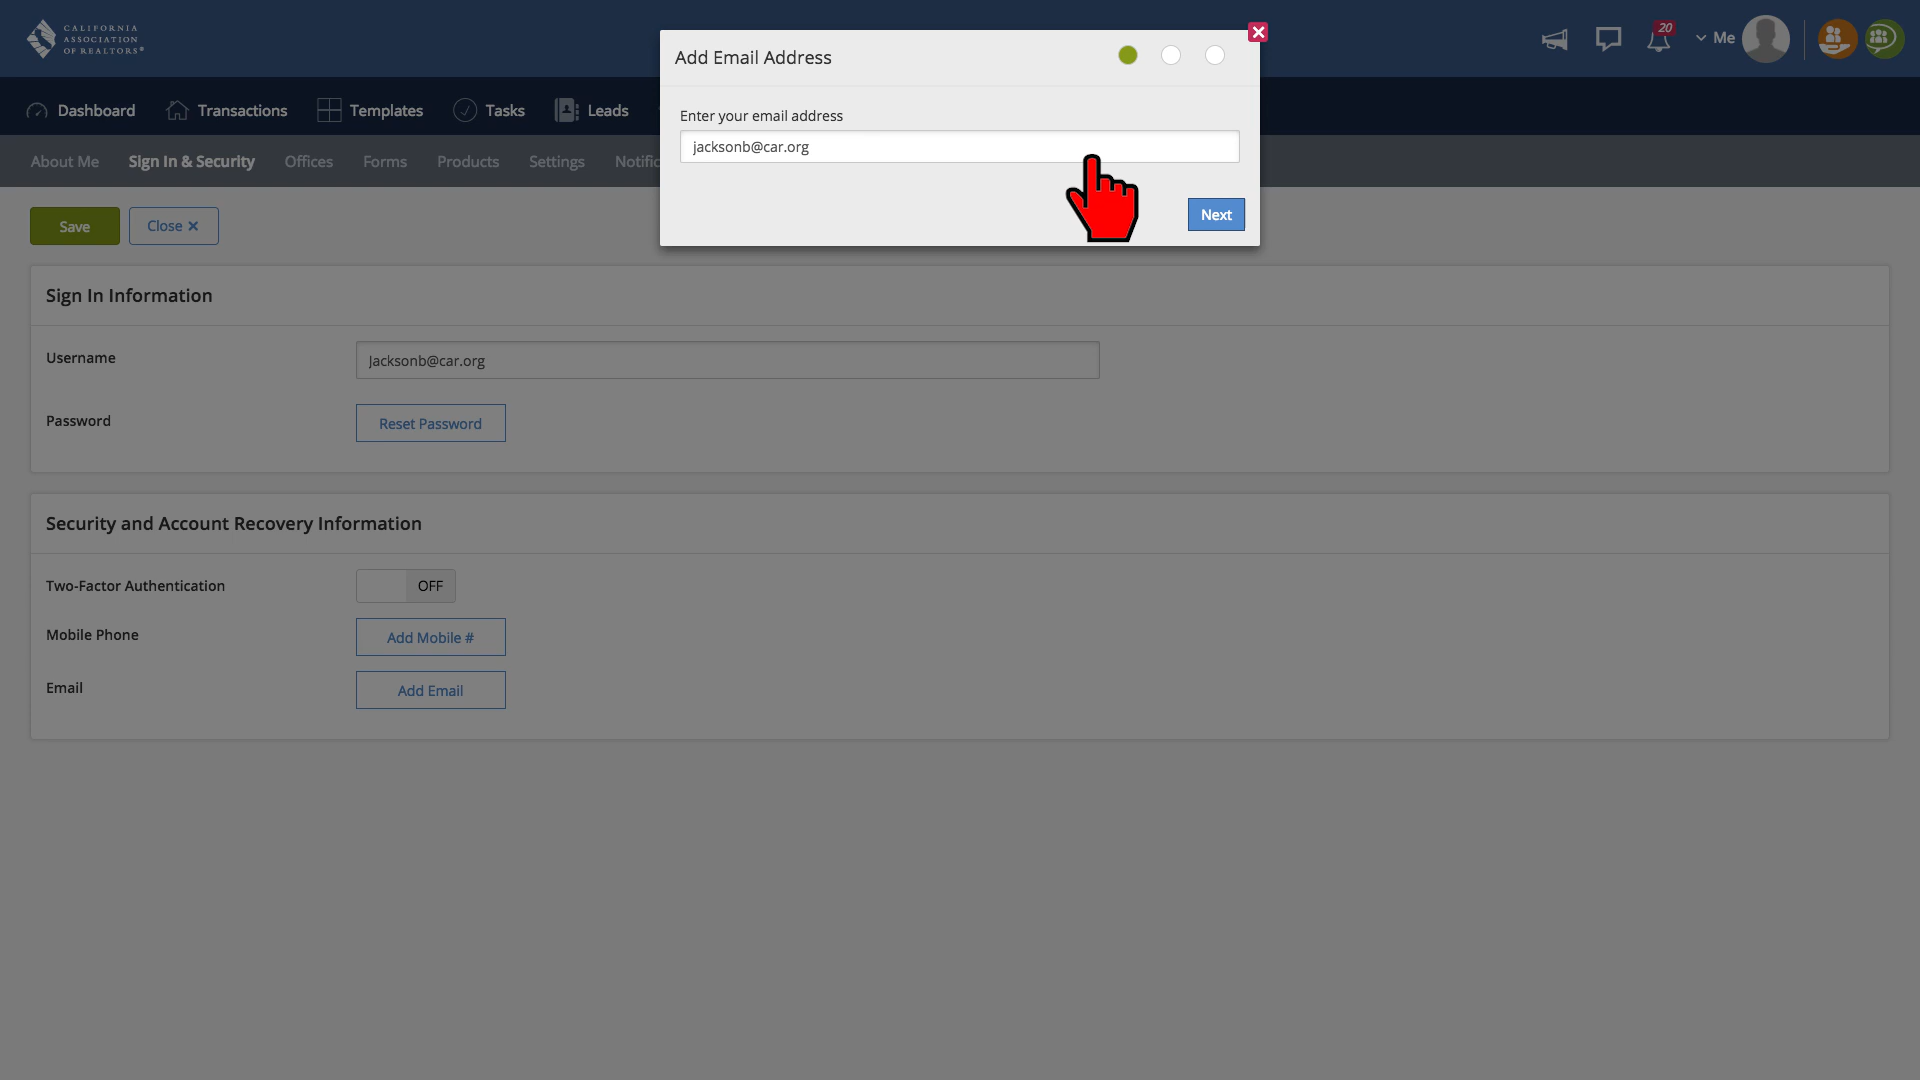 CALIFORNIA
ASSOCIATION
OF REALTORS®
20
Me
Add Email Address
Dashboard
Transactions
Templates
Tasks
Leads
Enter your email address
jacksonb@car.org
About Me
Sign In & Security
Offices
Forms
Products
Settings
Notific
Next
Save
Close
Sign In Information
Username
Jacksonb@car.org
Password
Reset Password
Security and Account Recovery Information
Two-Factor Authentication
OFF
Mobile Phone
Add Mobile #
Email
Add Email